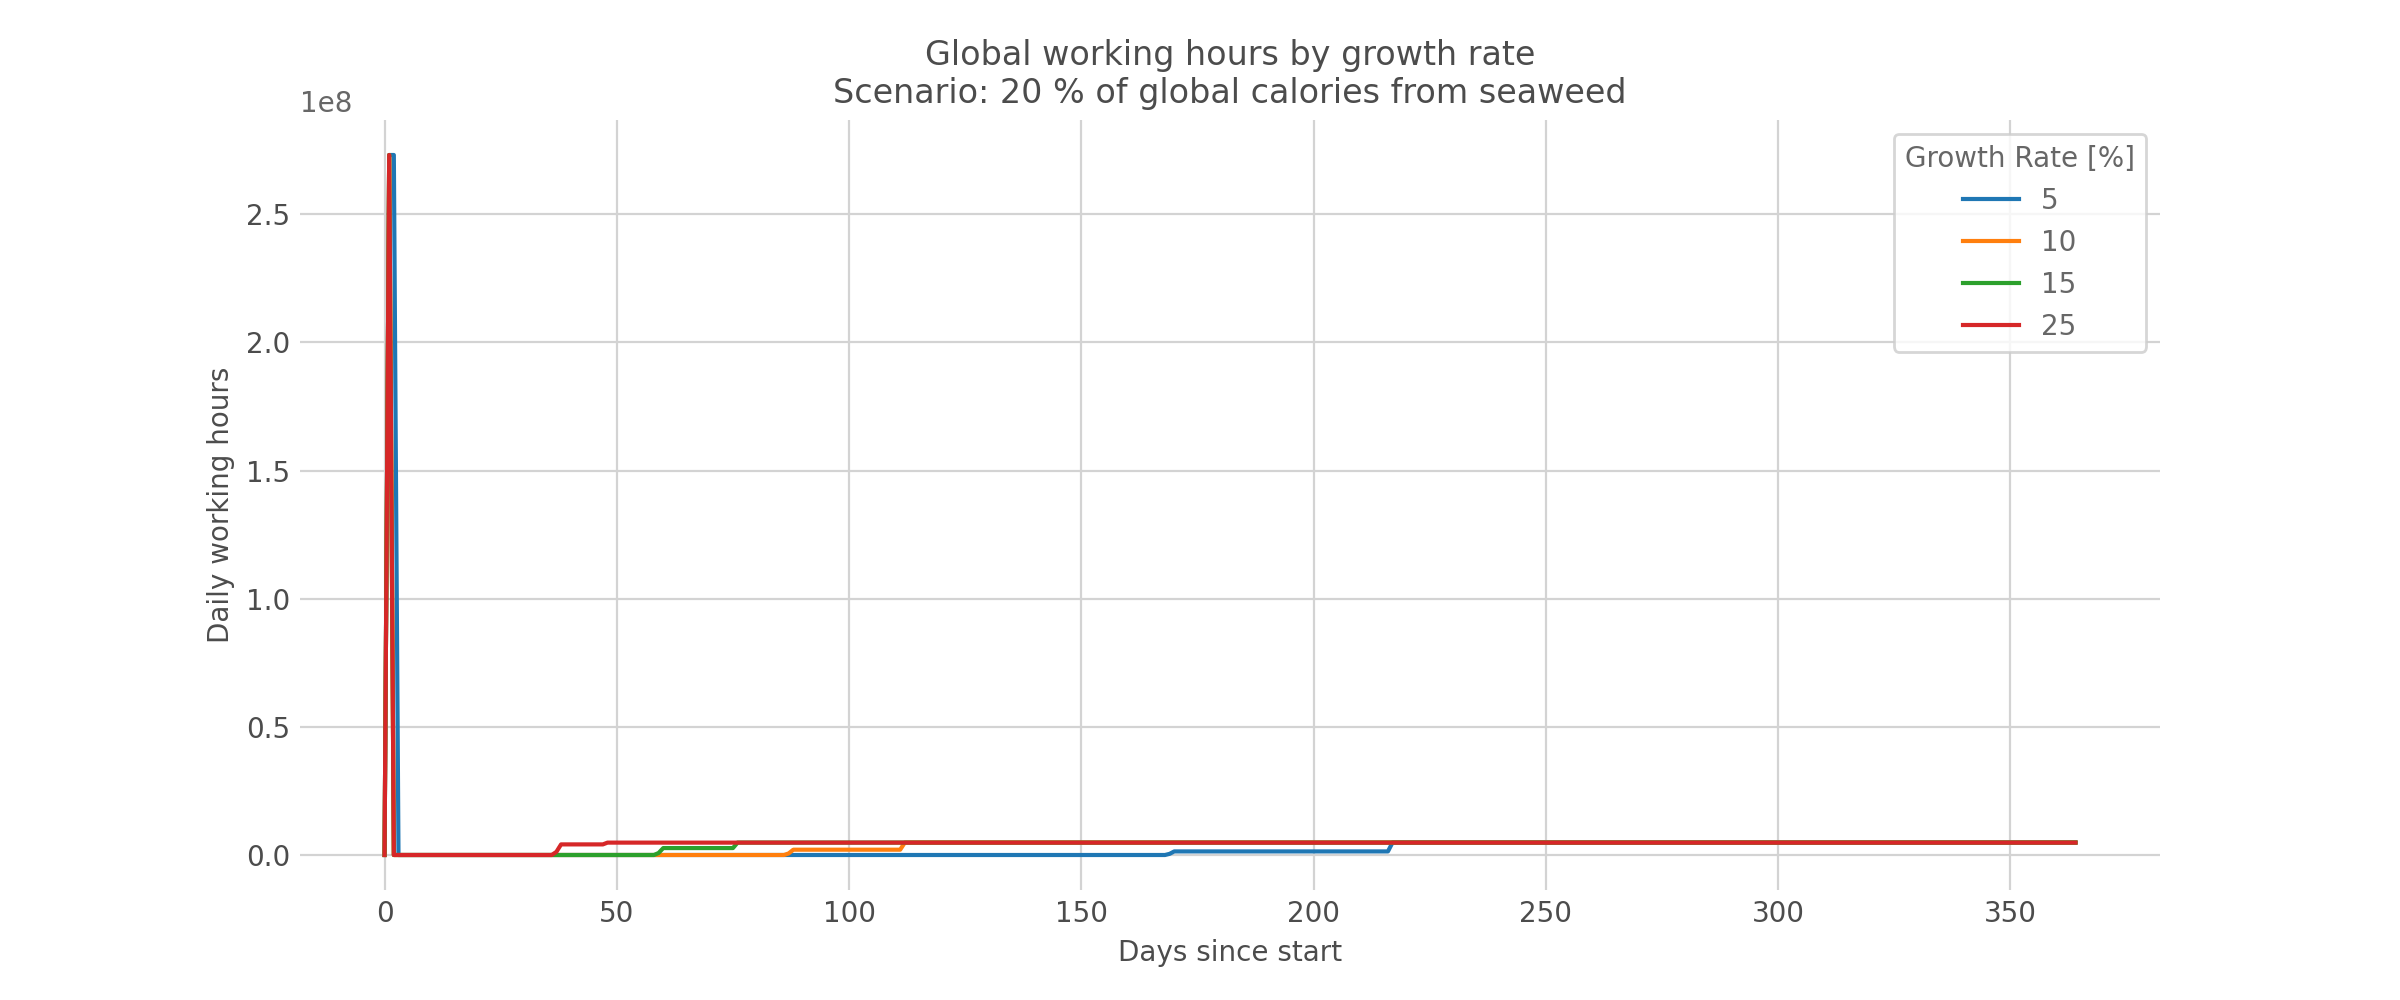 Global working hours by growth rate
Scenario: 20 % of global calories from seaweed
1e8
Growth Rate [%]
5
10
15
25
2.5
2.0
1.5
1.0
0.5
0.0
Daily working hours
0 50 100 150 200 250 300 350
Days since start